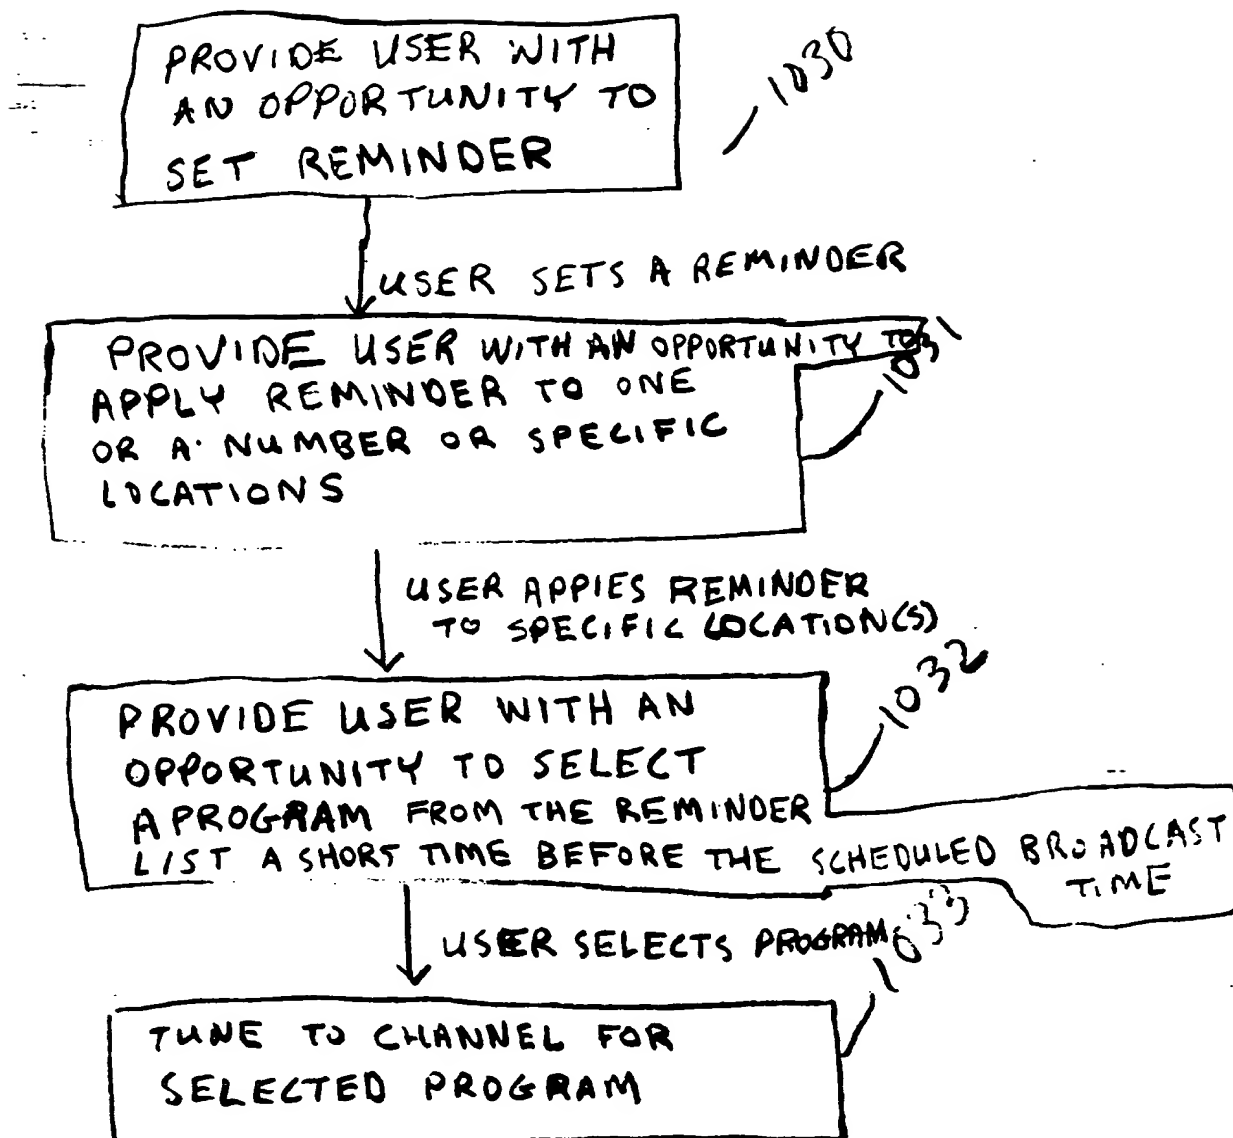 PROVIDE USER WITH
AN OPPORTUNITY TO
SET REMINDER
1030
USER SETS A REMINDER
PROVIDE USER WITH AN OPPORTUNITY TO
APPLY REMINDER TO ONE
OR A NUMBER OR SPECIFIC
LOCATIONS
1031
USER APPIES REMINDER
TO SPECIFIC LOCATION(S)
1032
PROVIDE USER WITH AN
OPPORTUNITY TO SELECT
A PROGRAM FROM THE REMINDER
LIST A SHORT TIME BEFORE THE SCHEDULED BROADCAST
TIME
USER SELECTS PROGRAM
1033
TUNE TO CHANNEL FOR
SELECTED PROGRAM